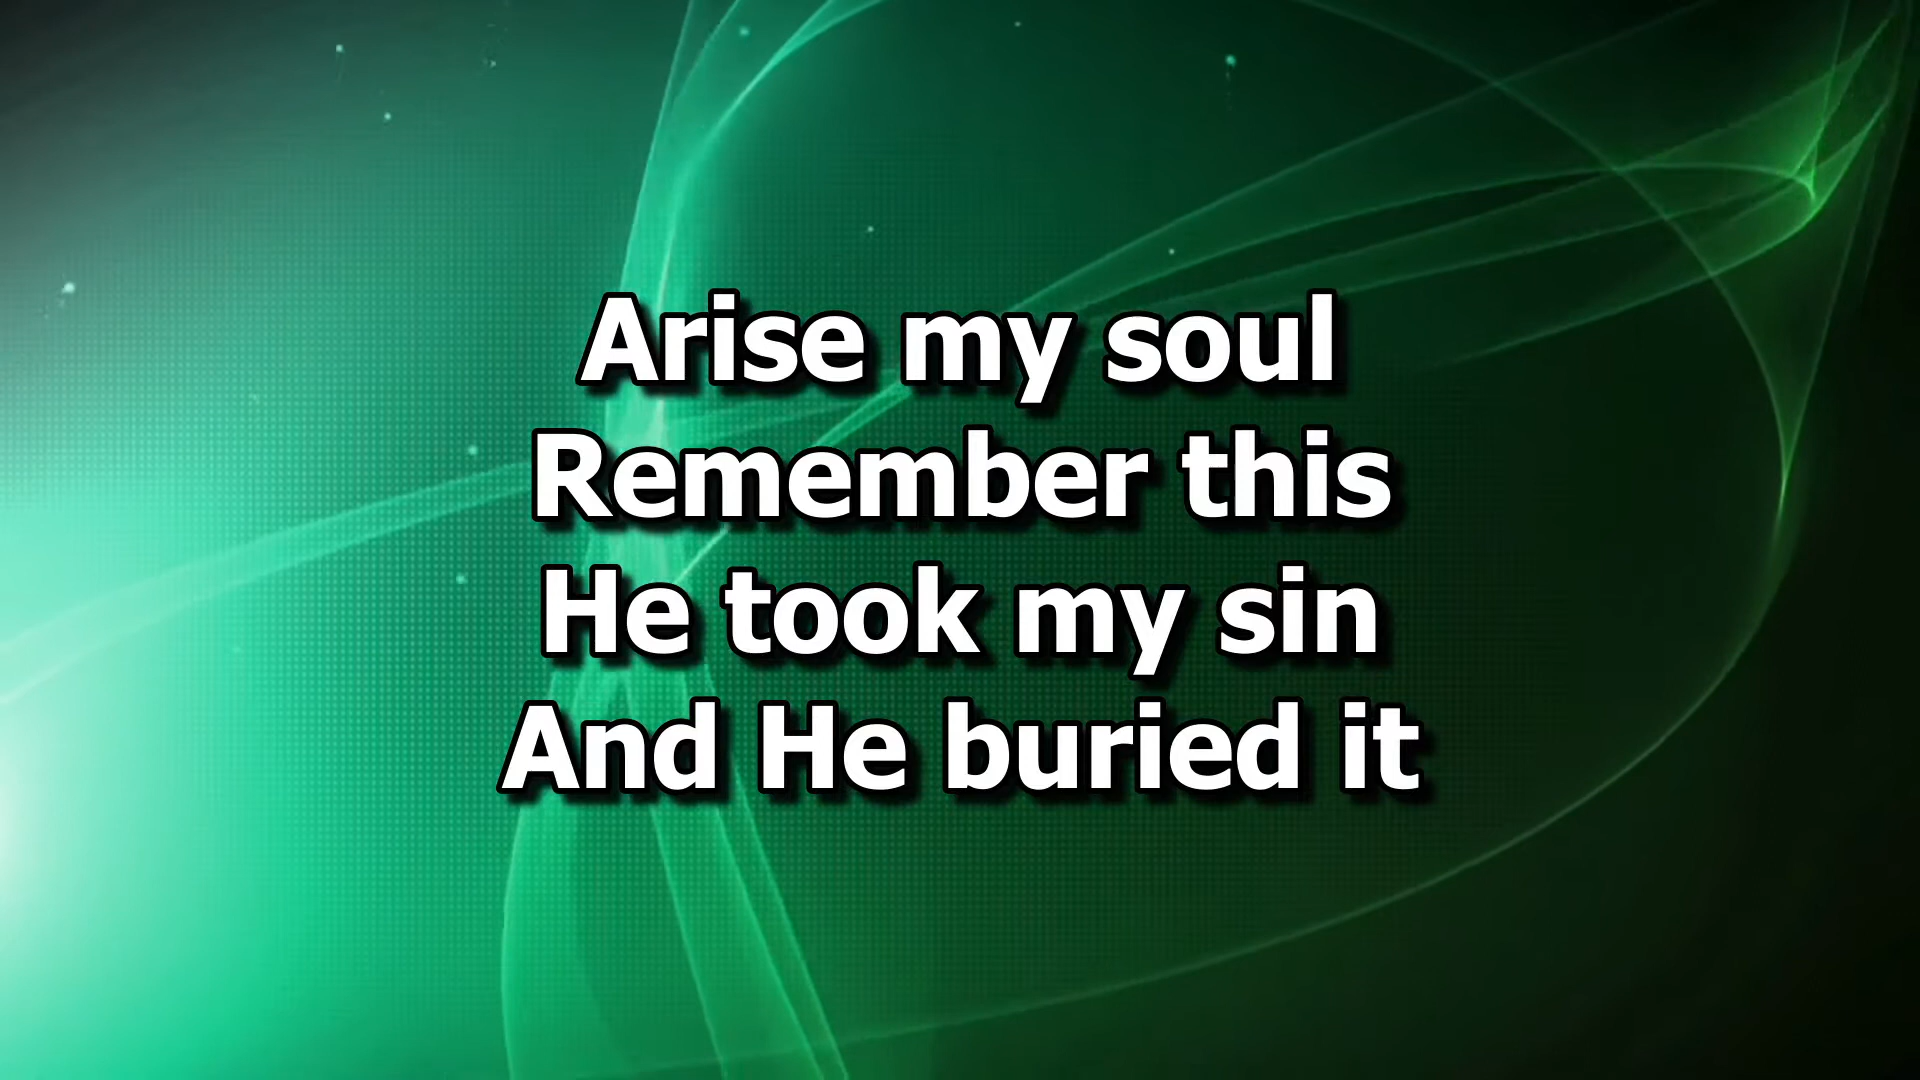 Arise my soul
Remember this
He took my sin
And He buried it